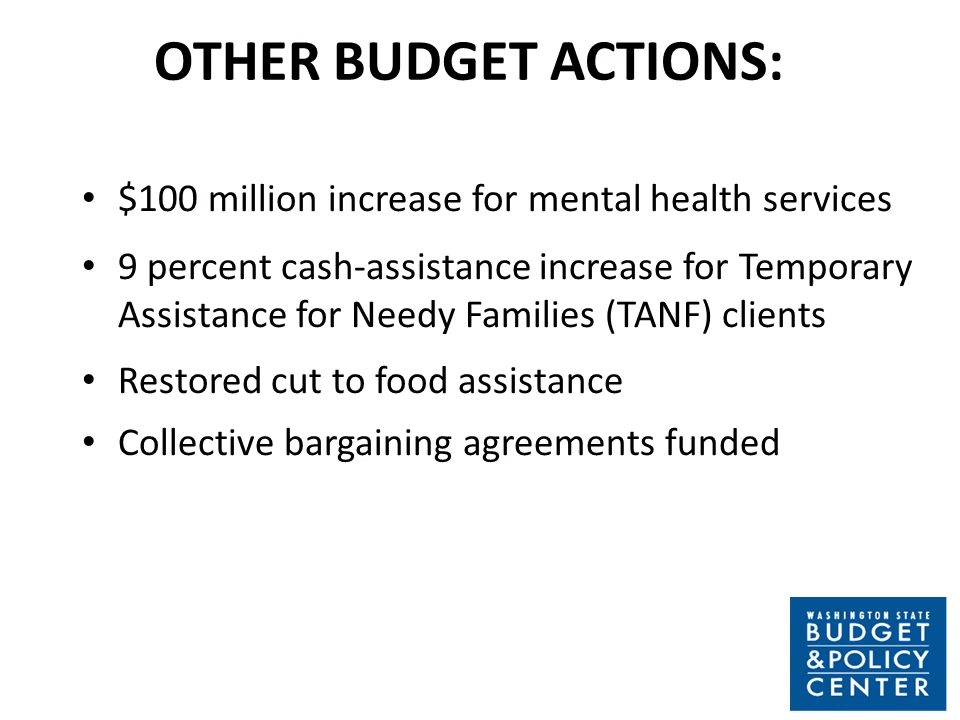 OTHER BUDGET ACTIONS:
• $100 million increase for mental health services
• 9 percent cash-assistance increase for Temporary
Assistance for Needy Families (TANF) clients
• Restored cut to food assistance
• Collective bargaining agreements funded
WASHINGTON STATE
BUDGET
&POLICY
CENTER